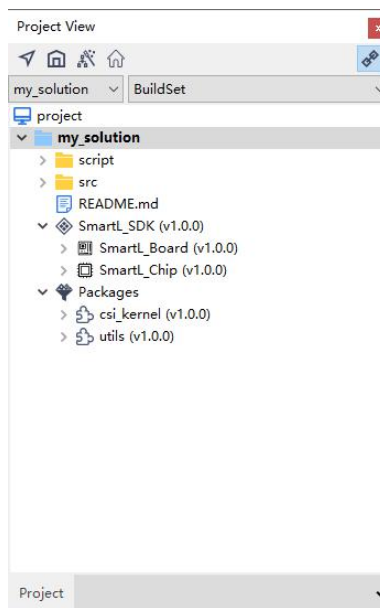 Project View
my_solution BuildSet
project
my_solution
script
src
README.md
SmartL_SDK (v1.0.0)
SmartL_Board (v1.0.0)
SmartL_Chip (v1.0.0)
Packages
csi_kernel (v1.0.0)
utils (v1.0.0)
Project